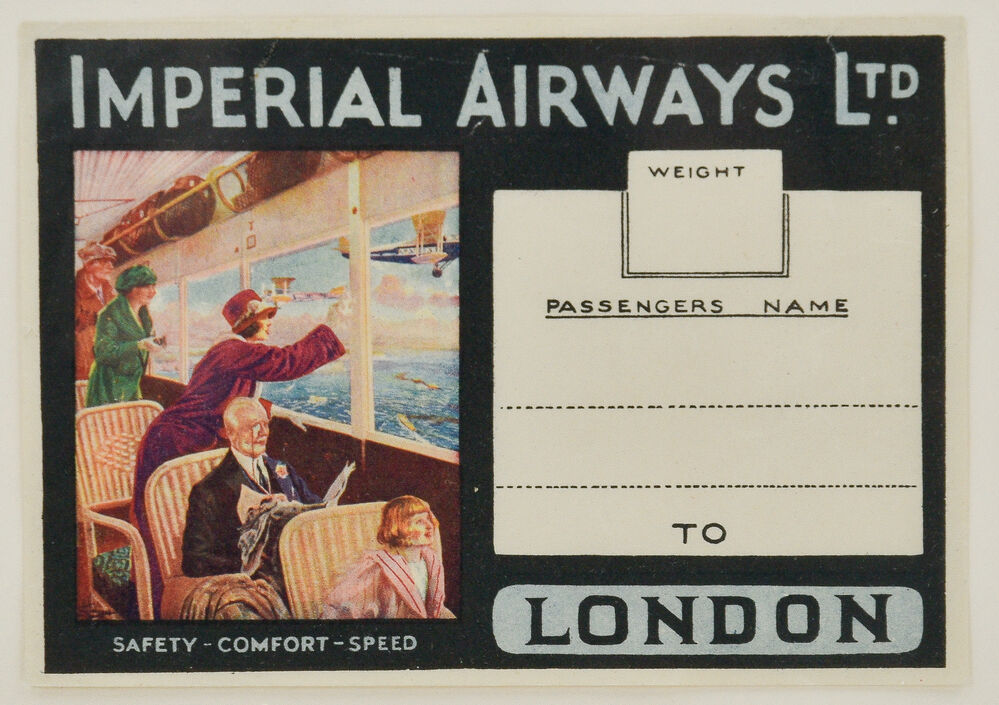 IMPERIAL AIRWAYS LTD.
WEIGHT
PASSENGERS NAME
TO
LONDON
SAFETY - COMFORT - SPEED